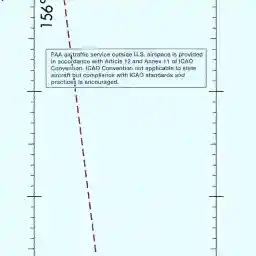 156°
FAA air traffic service outside U.S. airspace is provided
in accordance with Article 12 and Annex 11 of ICAO
Convention. ICAO Convention not applicable to state
aircraft but compliance with ICAO standards and
practices is encouraged.